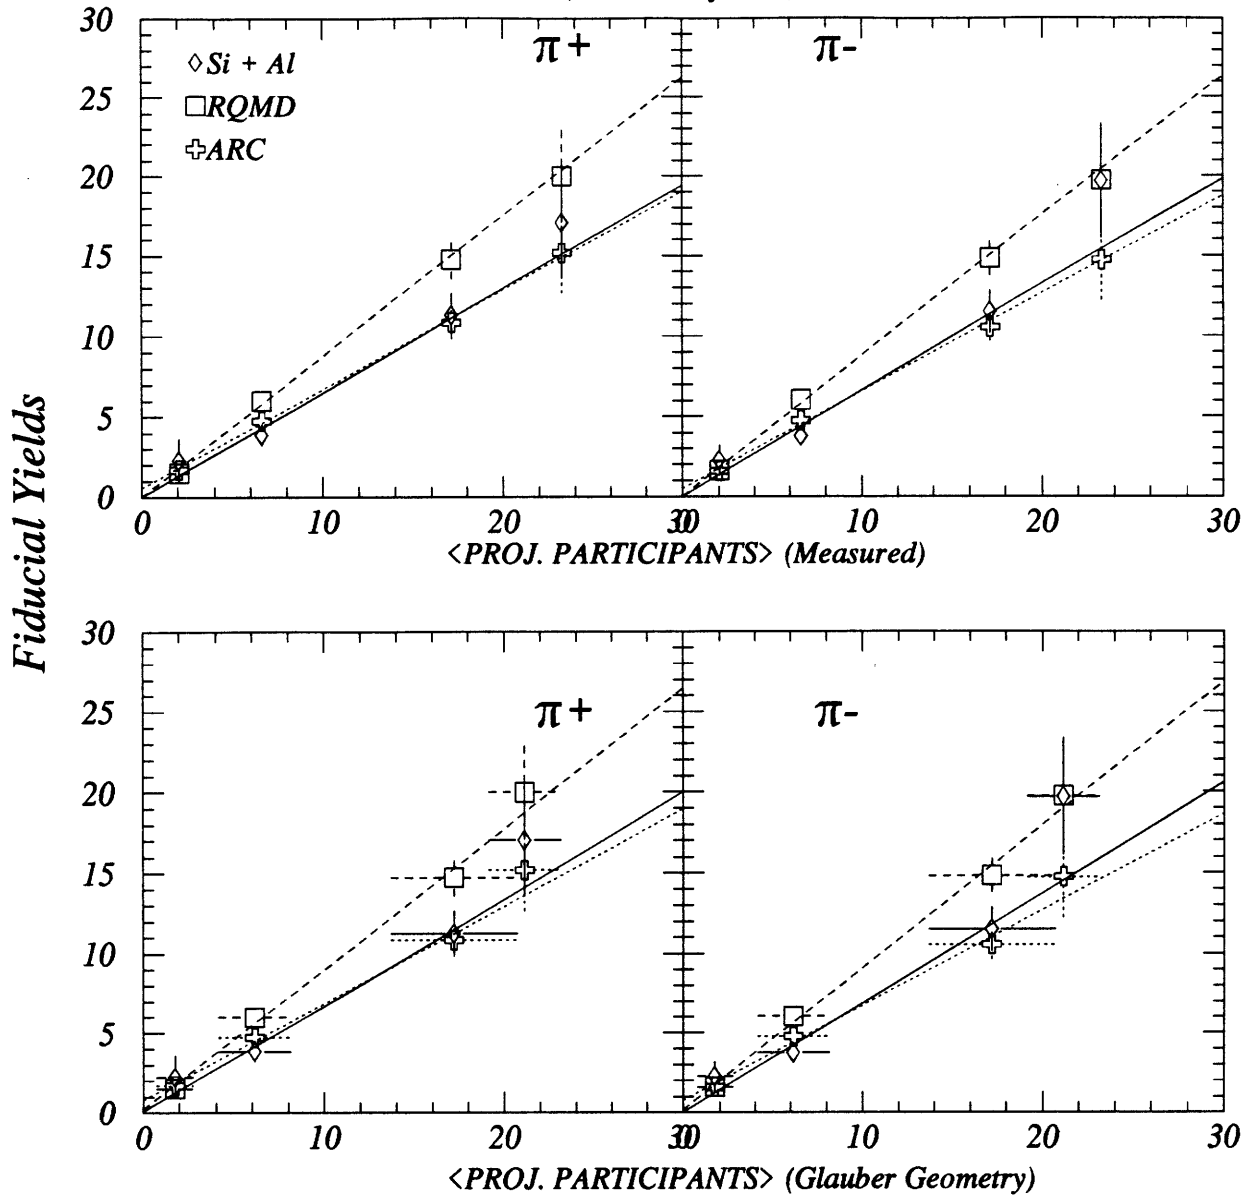 30
25
20
15
10
5
0
π+
π-
Si + Al
RQMD
ARC
0 10 20 30 0 10 20 30
<PROJ. PARTICIPANTS> (Measured)
Fiducial Yields
30
25
20
15
10
5
0
π+
π-
0 10 20 30 0 10 20 30
<PROJ. PARTICIPANTS> (Glauber Geometry)